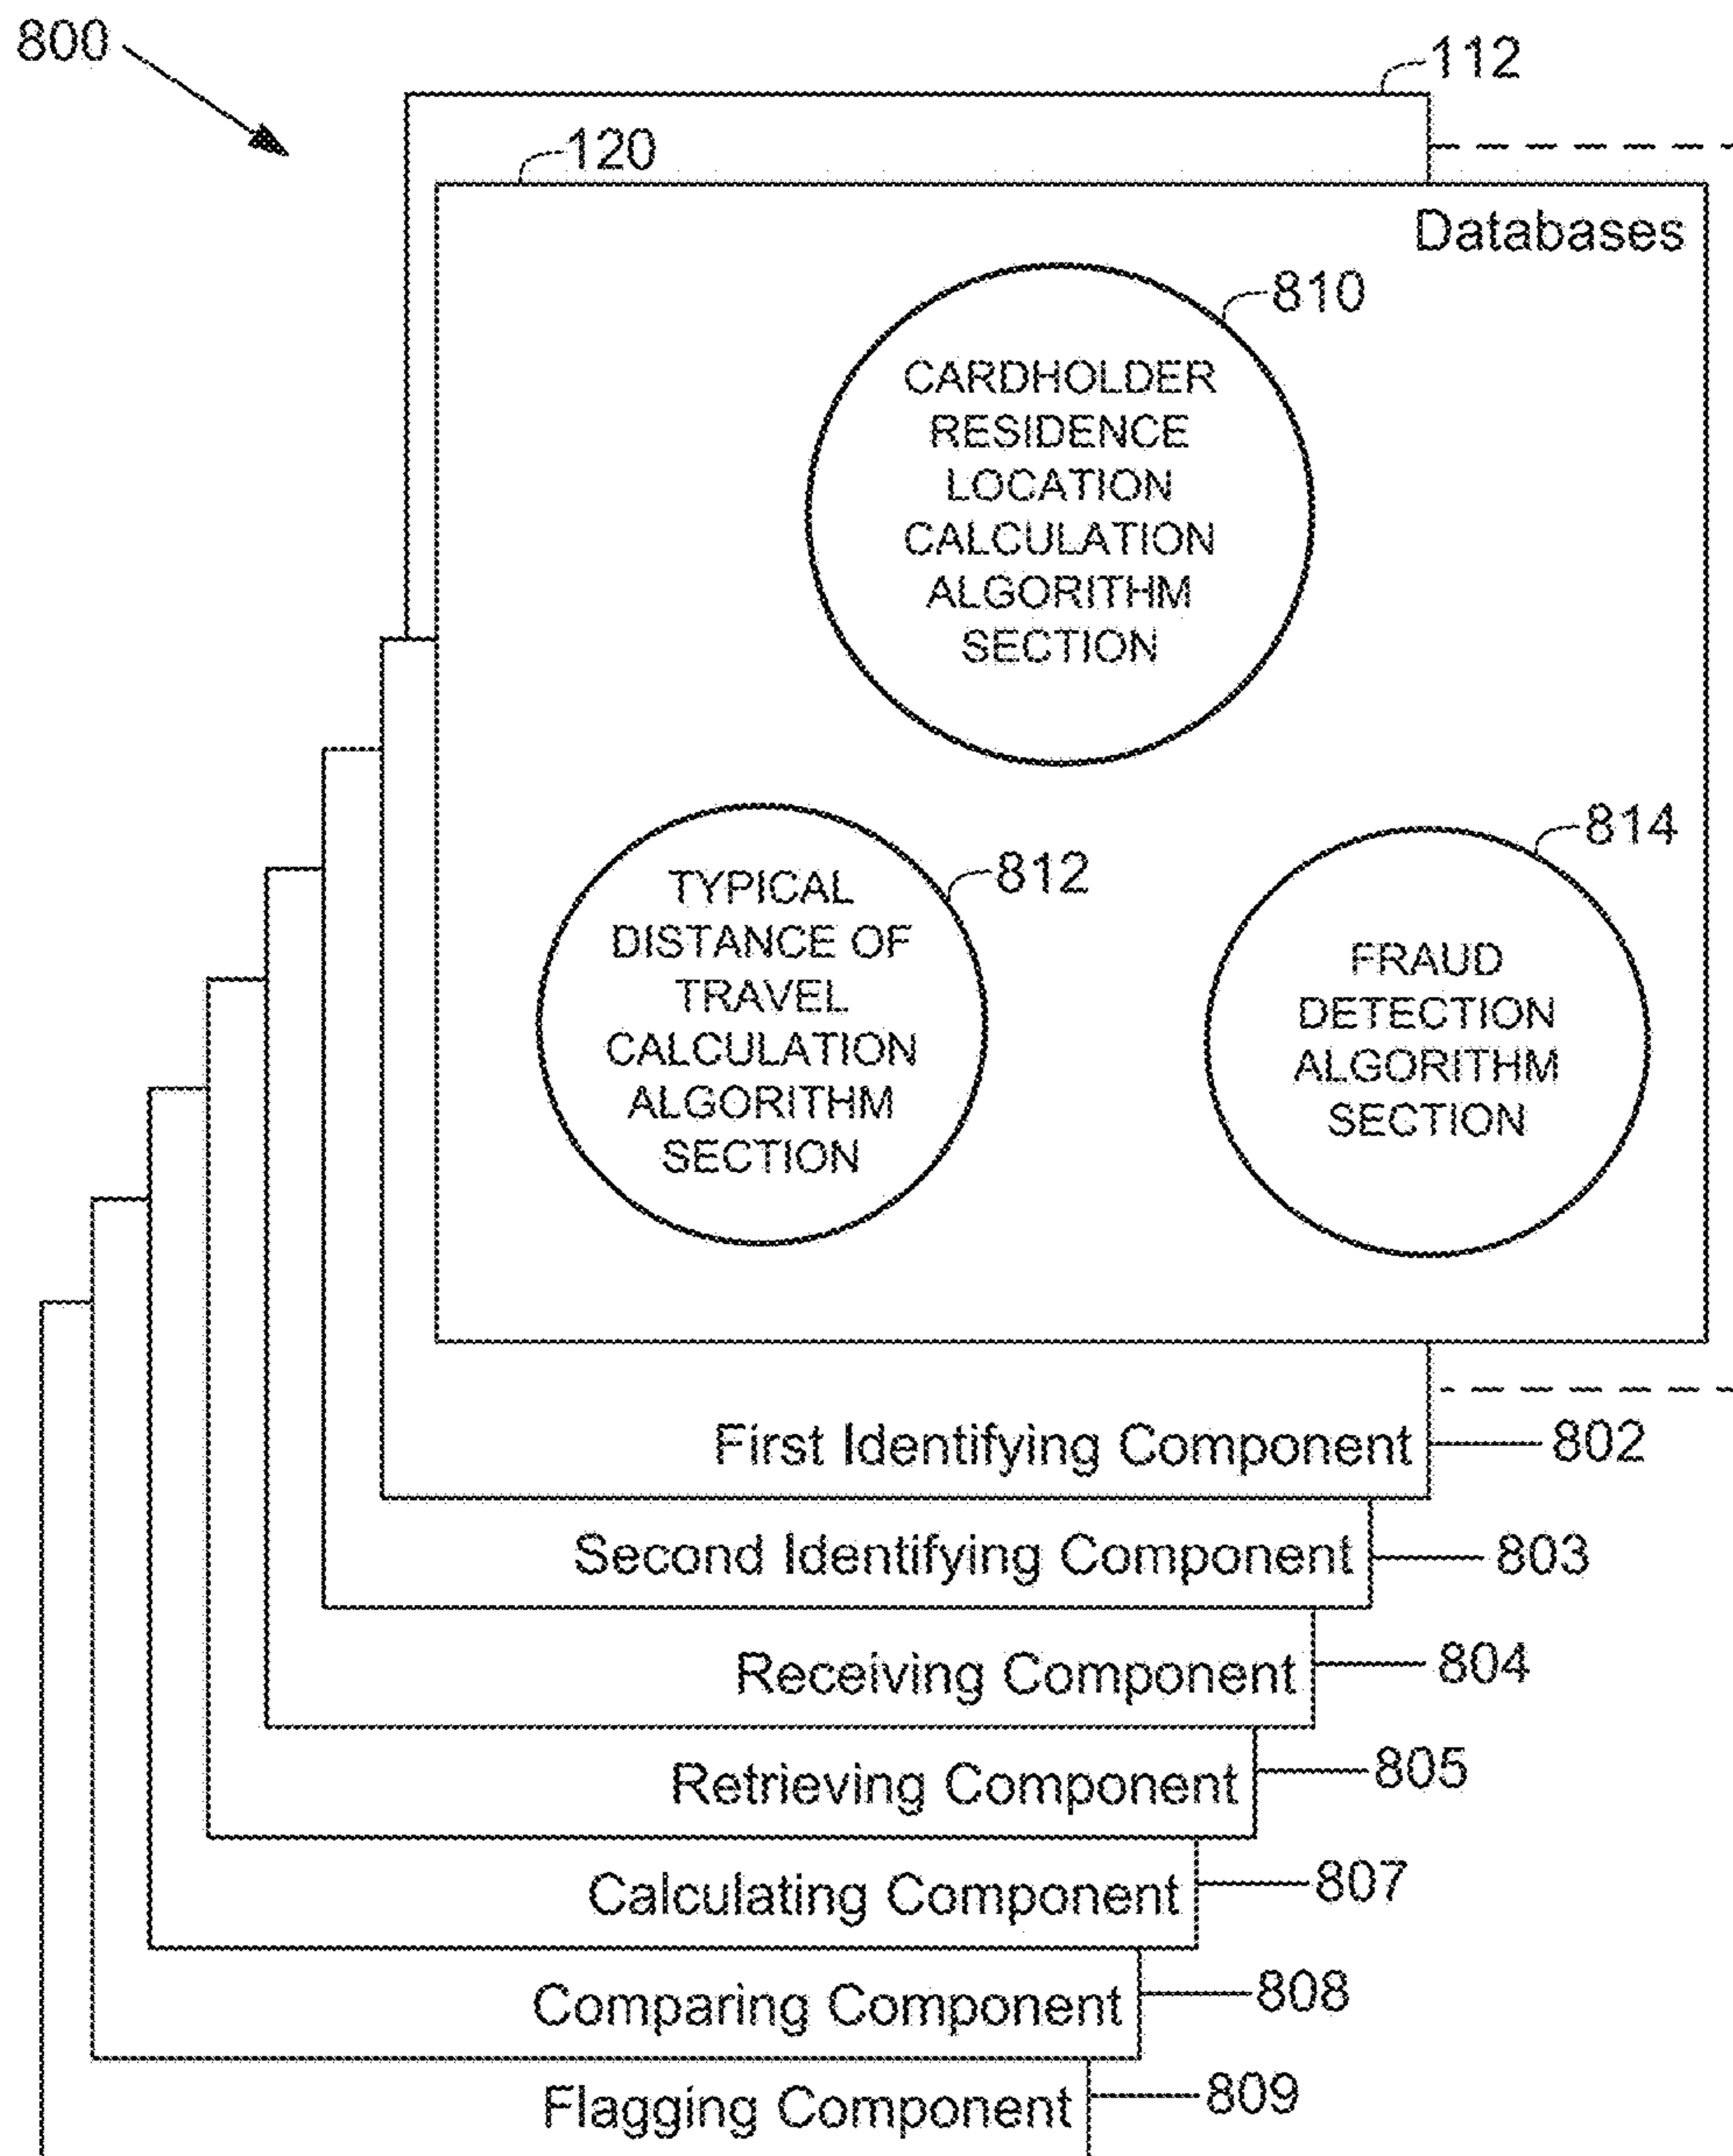 800
112
120
Databases
810
CARDHOLDER
RESIDENCE
LOCATION
CALCULATION
ALGORITHM
SECTION
812
TYPICAL
DISTANCE OF
TRAVEL
CALCULATION
ALGORITHM
SECTION
814
FRAUD
DETECTION
ALGORITHM
SECTION
First Identifying Component 802
Second Identifying Component 803
Receiving Component 804
Retrieving Component 805
Calculating Component 807
Comparing Component 808
Flagging Component 809